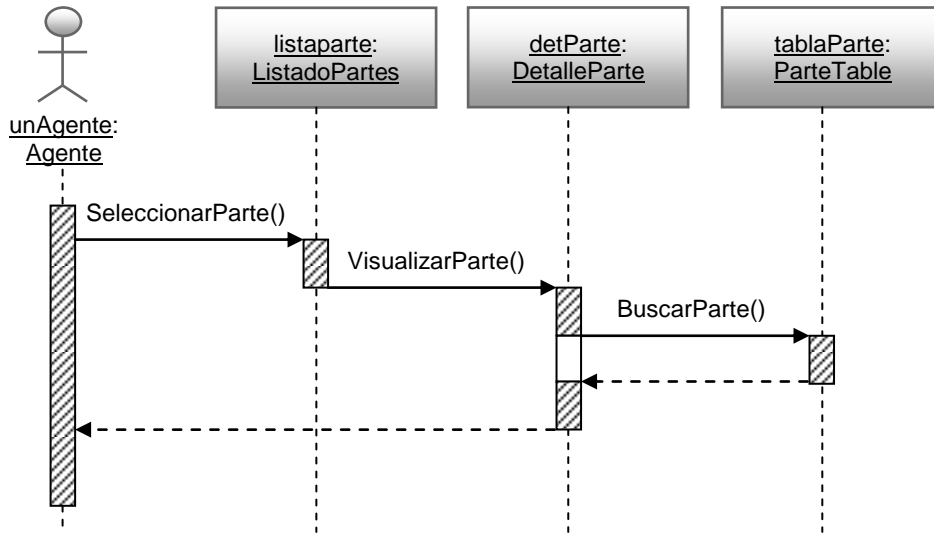 listaparte:
ListadoPartes
detParte:
DetalleParte
tablaParte:
ParteTable
unAgente:
Agente
SeleccionarParte()
VisualizarParte()
BuscarParte()